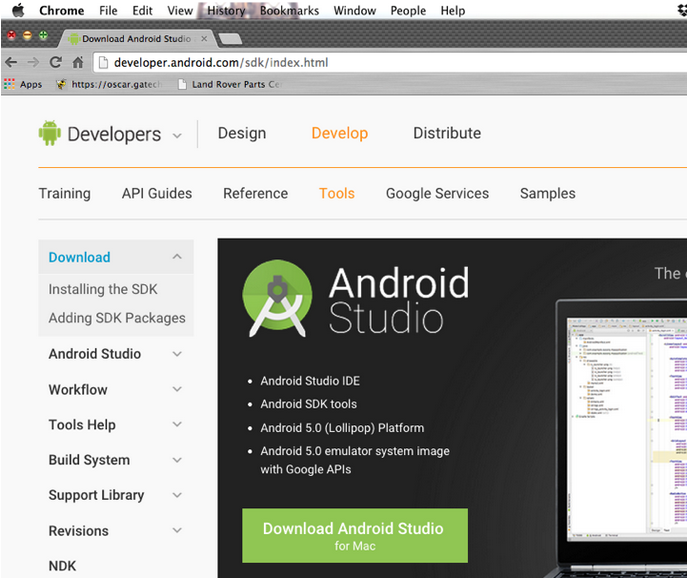 Chrome File Edit View History Bookmarks Window People Help
Download Android Studio
developer.android.com/sdk/index.html
Apps https://oscar.gatec Land Rover Parts Ce
Developers Design Develop Distribute
Training API Guides Reference Tools Google Services Samples
Download
Installing the SDK
Adding SDK Packages
Android Studio
Workflow
Tools Help
Build System
Support Library
Revisions
NDK
The
Android
Studio
Android Studio IDE
Android SDK tools
Android 5.0 (Lollipop) Platform
Android 5.0 emulator system image
with Google APIs
Download Android Studio
for Mac